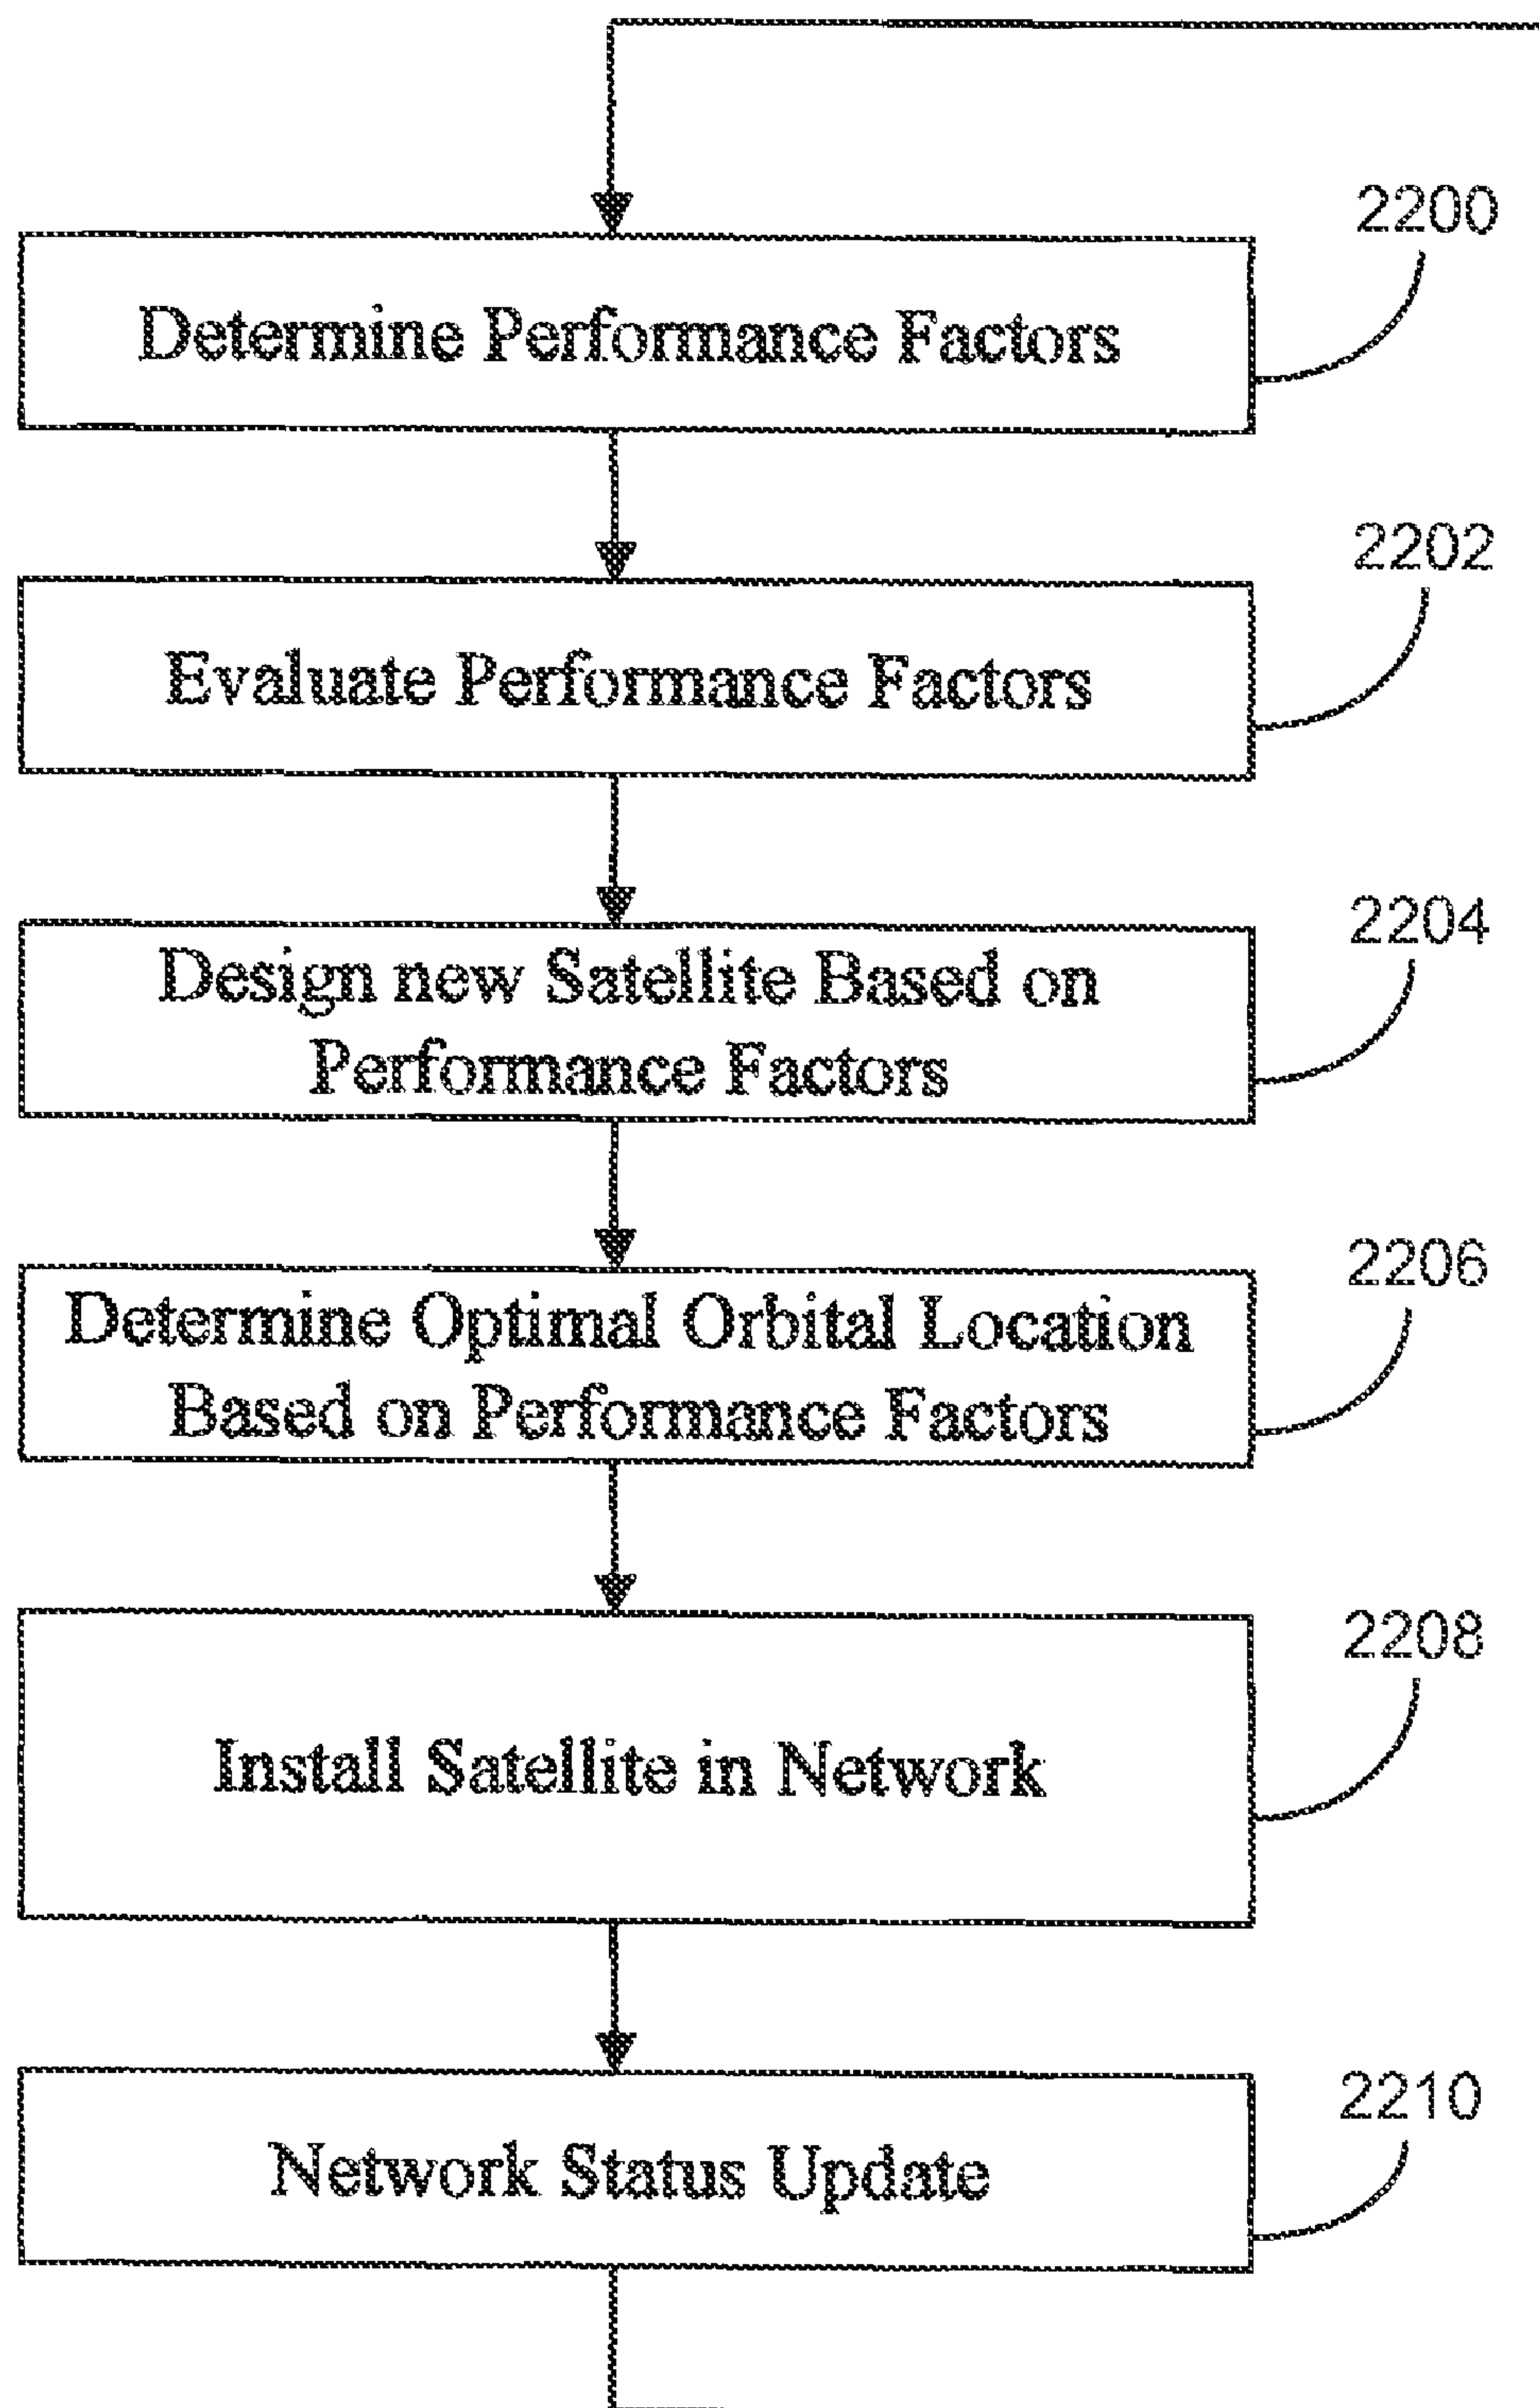 2200
Determine Performance Factors
2202
Evaluate Performance Factors
2204
Design new Satellite Based on
Performance Factors
2206
Determine Optimal Orbital Location
Based on Performance Factors
2208
Install Satellite in Network
2210
Network Status Update